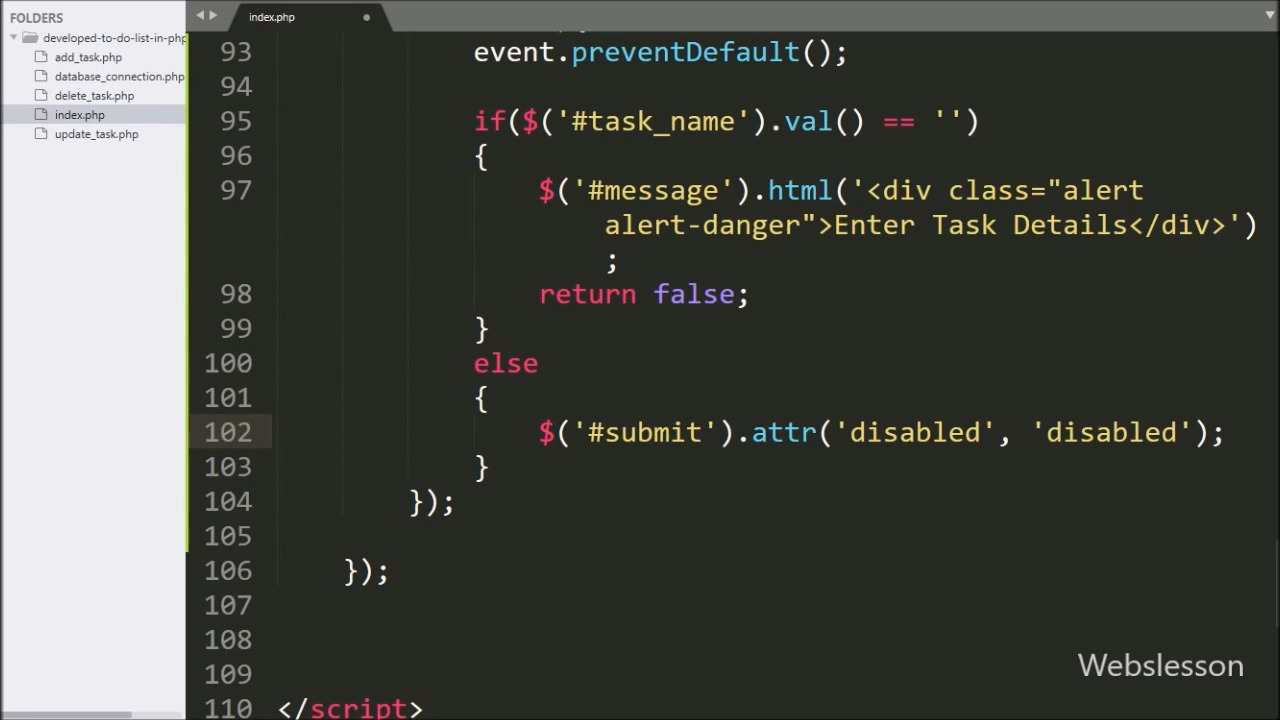 FOLDERS
developed-to-do-list-in-php
add_task.php
database_connection.php
delete_task.php
index.php
update_task.php
index.php
93 event.preventDefault();
94
95 if($('#task_name').val() == '')
96 {
97 $('#message').html('<div class="alert
alert-danger">Enter Task Details</div>')
;
98 return false;
99 }
100 else
101 {
102 $('#submit').attr('disabled', 'disabled');
103 }
104 });
105
106 });
107
108
109
110 </script>
Webslesson